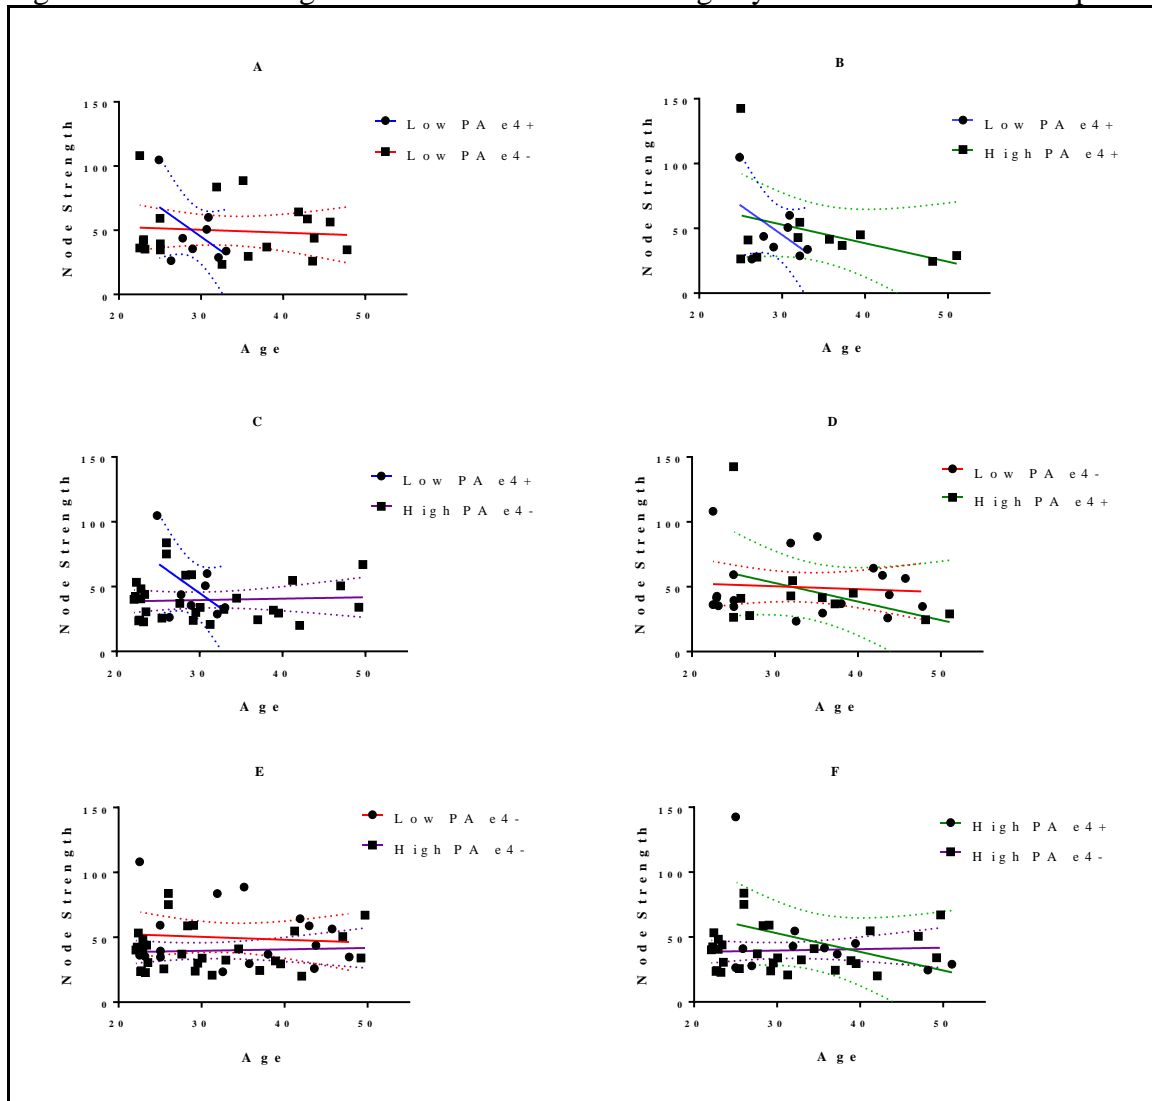 A
Node Strength
150
100
50
0
20 30 40 50
Age
Low PA e4+
Low PA e4-
B
Node Strength
150
100
50
0
20 30 40 50
Age
Low PA e4+
High PA e4+
C
Node Strength
150
100
50
0
20 30 40 50
Age
Low PA e4+
High PA e4-
D
Node Strength
150
100
50
0
20 30 40 50
Age
Low PA e4-
High PA e4+
E
Node Strength
150
100
50
0
20 30 40 50
Age
Low PA e4-
High PA e4-
F
Node Strength
150
100
50
0
20 30 40 50
Age
High PA e4+
High PA e4-